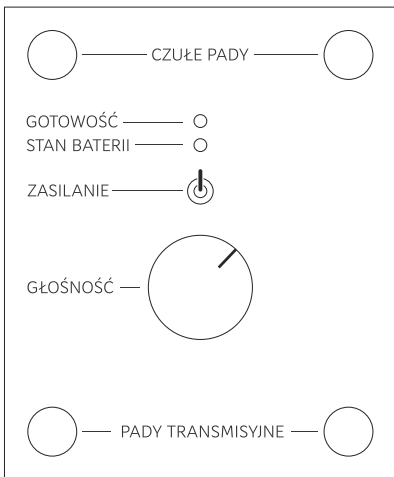 CZUŁE PADY
GOTOWOŚĆ
STAN BATERII
ZASILANIE
GŁOŚNOŚĆ
PADY TRANSMISYJNE